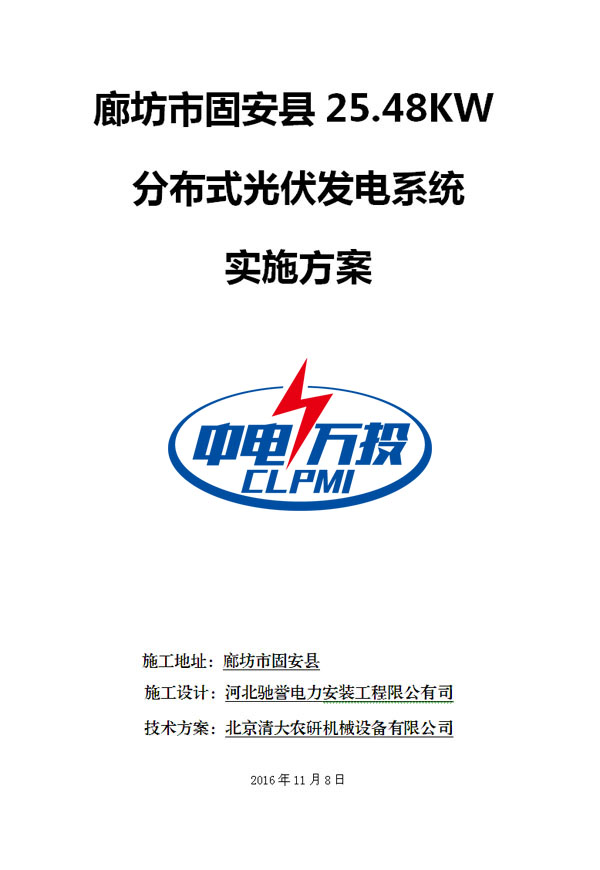 廊坊市固安县 25.48KW
分布式光伏发电系统
实施方案
中电万投
CLPMI
施工地址：廊坊市固安县
施工设计：河北驰誉电力安装工程限公有司
技术方案：北京清大农研机械设备有限公司
2016 年 11 月 8 日